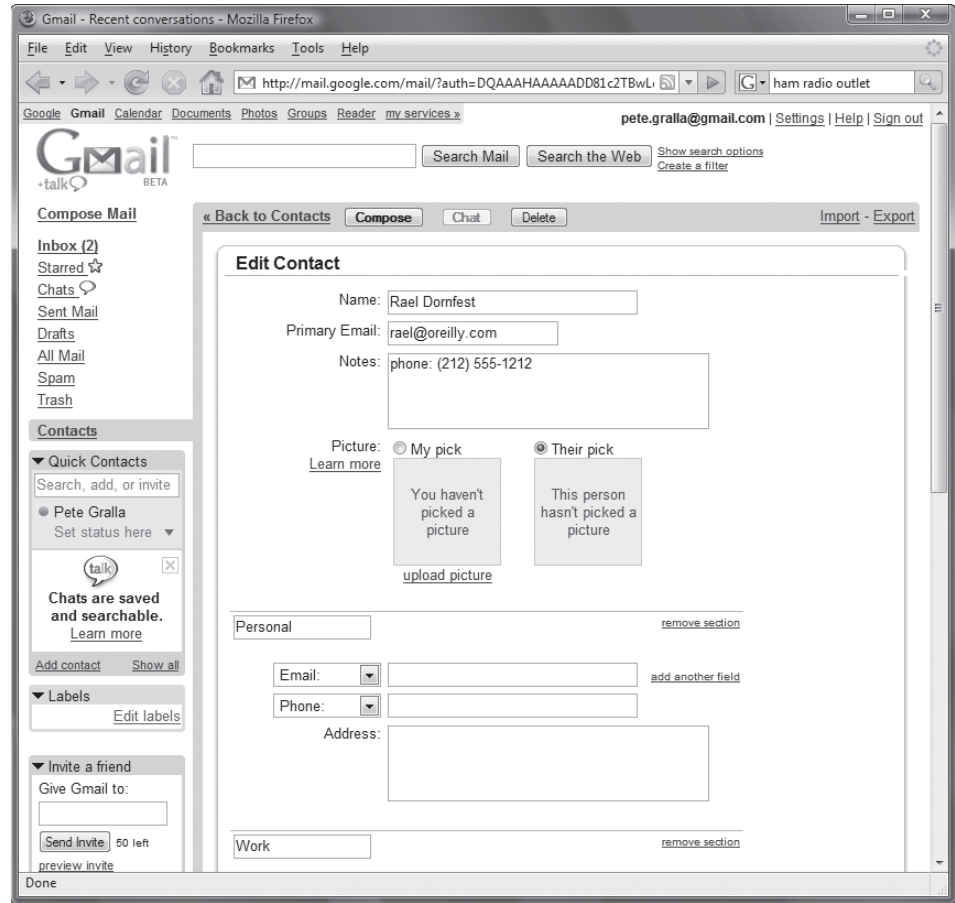 Gmail - Recent conversations - Mozilla Firefox
File Edit View History Bookmarks Tools Help
http://mail.google.com/mail/?auth=DQAAAHAAAAADD81c2TBwL
G ham radio outlet
Google Gmail Calendar Documents Photos Groups Reader my services »
pete.gralla@gmail.com | Settings | Help | Sign out
Gmail™
+talk BETA
Search Mail Search the Web Show search options
Create a filter
Compose Mail
« Back to Contacts Compose Chat Delete Import - Export
Inbox (2)
Starred
Chats
Sent Mail
Drafts
All Mail
Spam
Trash
Contacts
Quick Contacts
Search, add, or invite
Pete Gralla
Set status here
talk
Chats are saved
and searchable.
Learn more
Add contact Show all
Labels
Edit labels
Invite a friend
Give Gmail to:
Send Invite 50 left
preview invite
Edit Contact
Name: Rael Dornfest
Primary Email: rael@oreilly.com
Notes: phone: (212) 555-1212
Picture: My pick Their pick
Learn more
You haven't
picked a
picture
This person
hasn't picked a
picture
upload picture
Personal remove section
Email: add another field
Phone:
Address:
Work remove section
Done